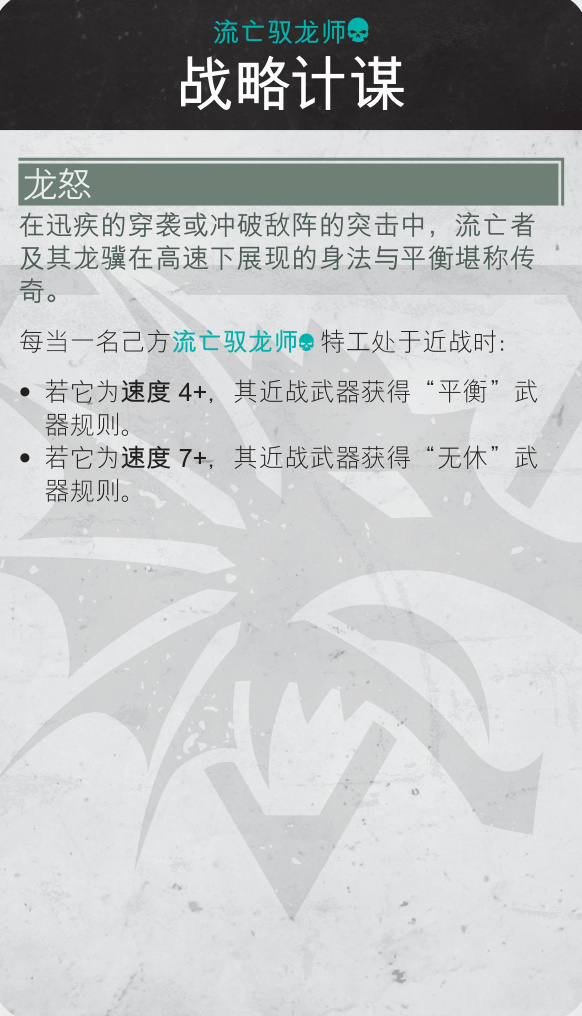 流亡驭龙师
战略计谋
龙怒
在迅疾的穿袭或冲破敌阵的突击中，流亡者
及其龙骥在高速下展现的身法与平衡堪称传
奇。
每当一名己方流亡驭龙师 特工处于近战时：
• 若它为速度 4+，其近战武器获得“平衡”武
器规则。
• 若它为速度 7+，其近战武器获得“无休”武
器规则。